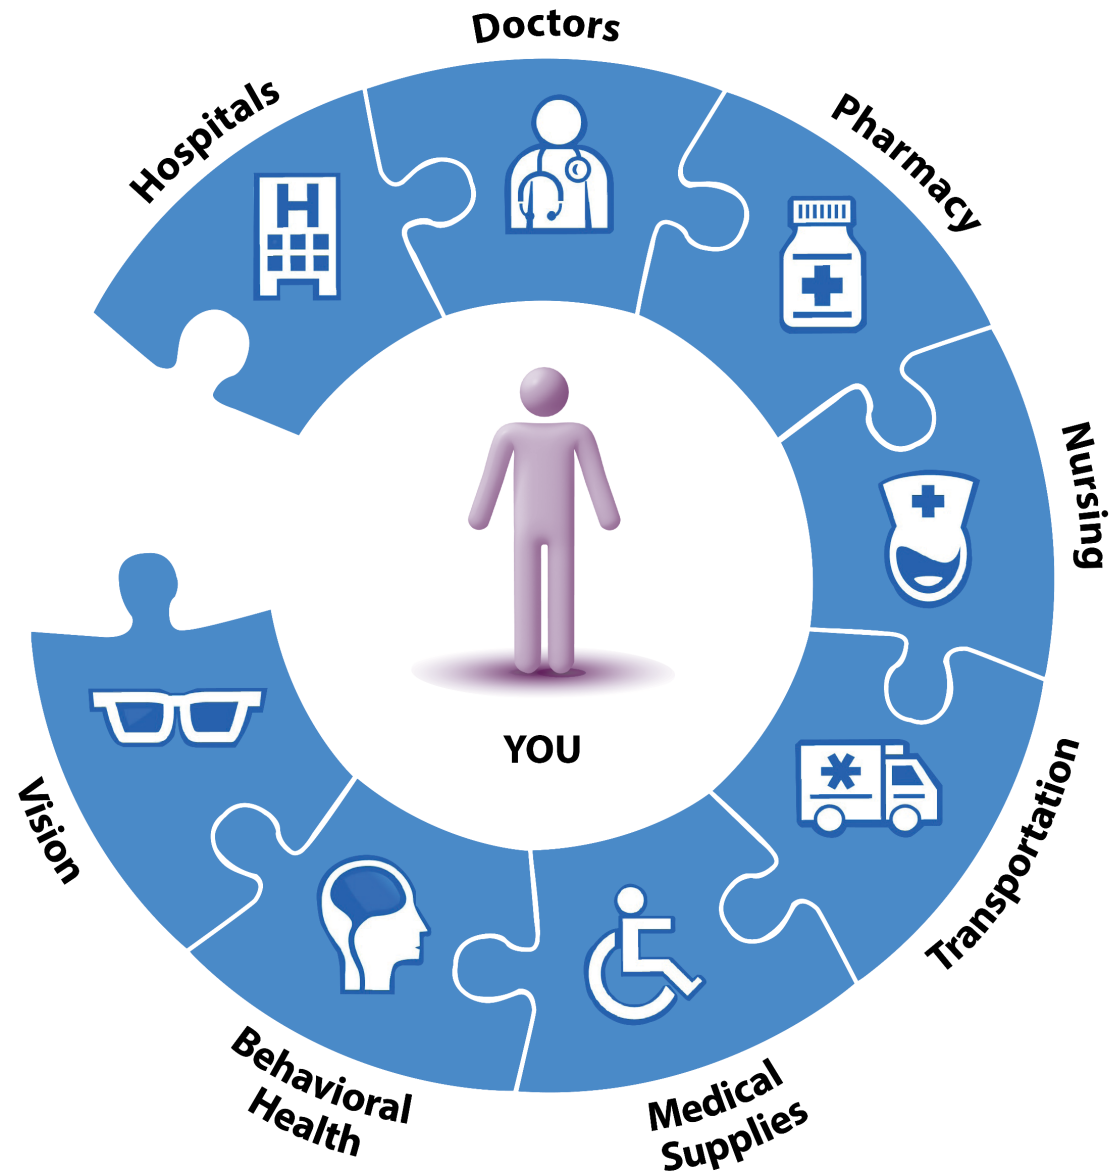 Doctors
Hospitals
Pharmacy
Nursing
Transportation
Medical
Supplies
Behavioral
Health
Vision
H
YOU